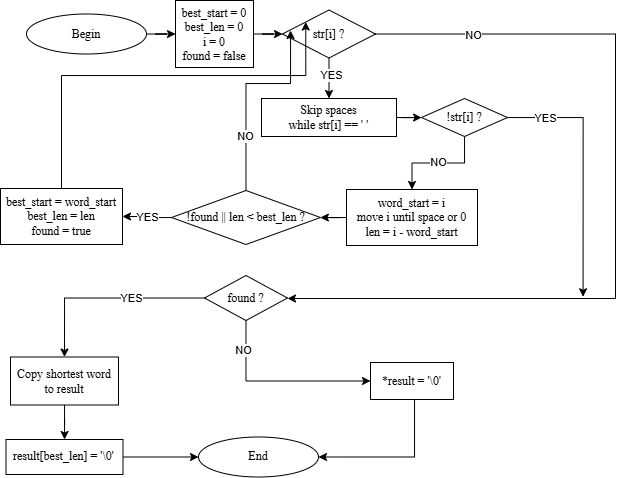 Begin
best_start = 0
best_len = 0
i = 0
found = false
str[i] ?
NO
YES
Skip spaces
while str[i] == ' '
!str[i] ?
YES
NO
NO
word_start = i
move i until space or 0
len = i - word_start
!found || len < best_len ?
YES
best_start = word_start
best_len = len
found = true
found ?
YES
NO
Copy shortest word
to result
*result = '\0'
result[best_len] = '\0'
End